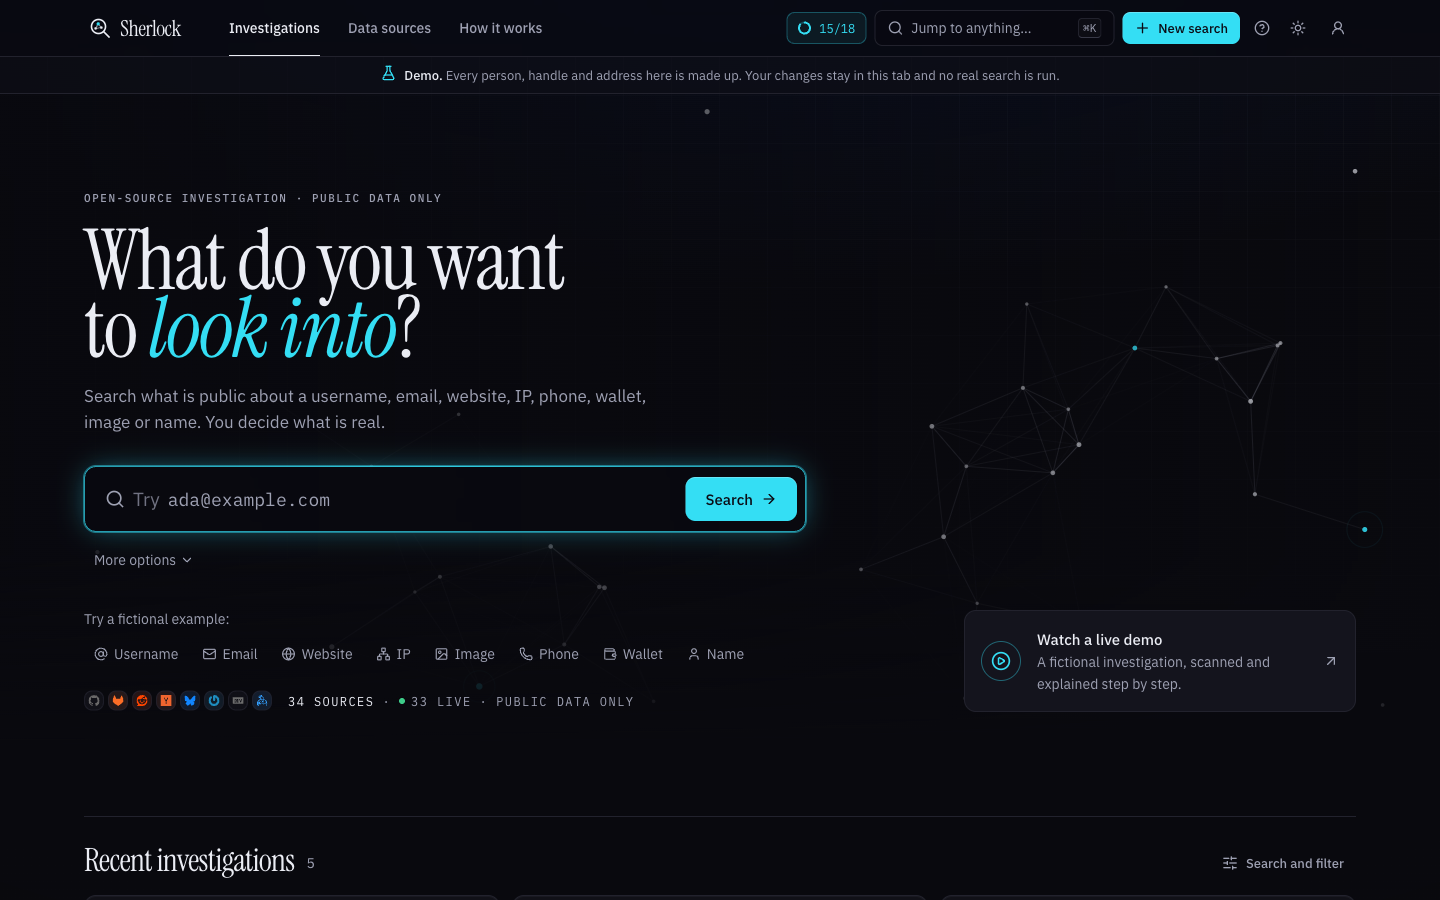 Sherlock
Investigations
Data sources
How it works
15/18
Jump to anything...
⌘K
New search
Demo. Every person, handle and address here is made up. Your changes stay in this tab and no real search is run.
OPEN-SOURCE INVESTIGATION · PUBLIC DATA ONLY
What do you want
to look into?
Search what is public about a username, email, website, IP, phone, wallet,
image or name. You decide what is real.
Try ada@example.com
Search
More options
Try a fictional example:
Username
Email
Website
IP
Image
Phone
Wallet
Name
34 SOURCES · 33 LIVE · PUBLIC DATA ONLY
Watch a live demo
A fictional investigation, scanned and
explained step by step.
Recent investigations 5
Search and filter